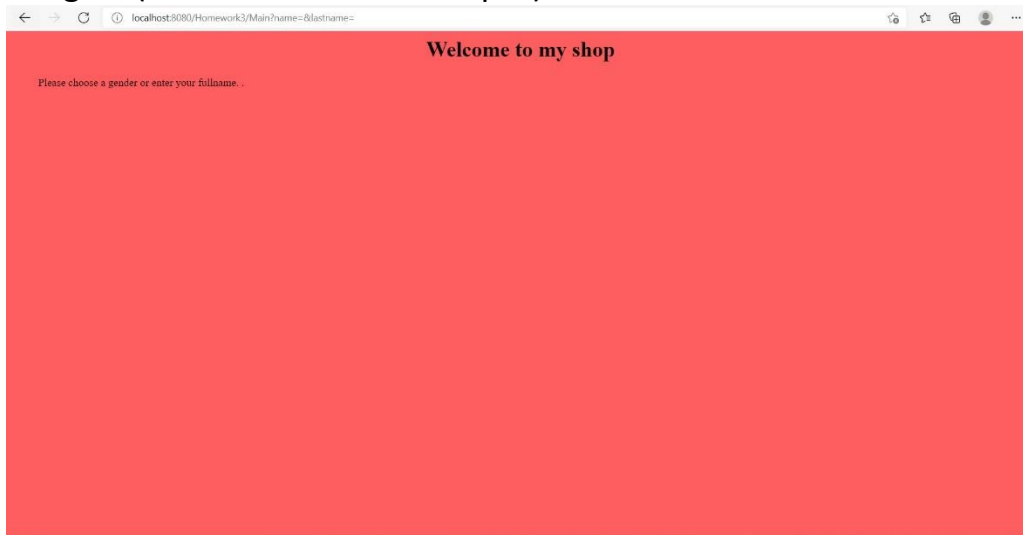 localhost:8080/Homework3/Main?name=&lastname=
Welcome to my shop
Please choose a gender or enter your fullname. .